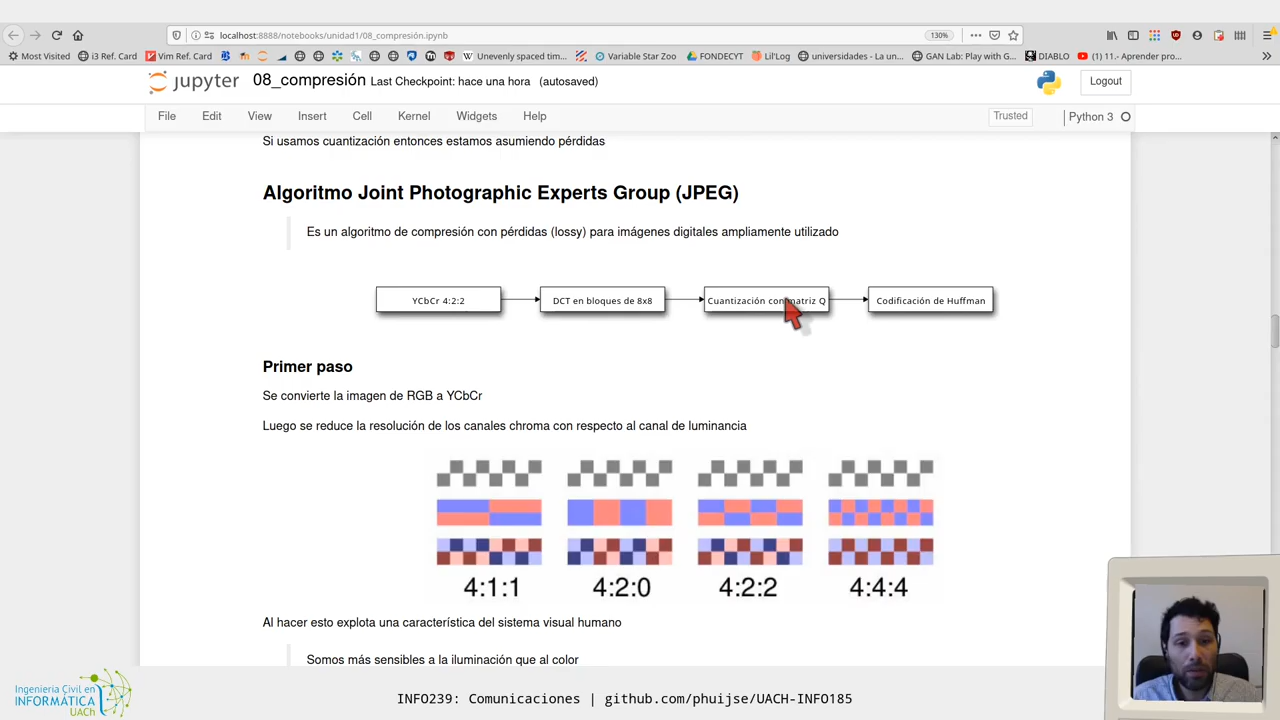 localhost:8888/notebooks/unidad1/08_compresión.ipynb
130%
Most Visited
i3 Ref. Card
Vim Ref. Card
Unevenly spaced wit...
Variable Star Zoo
FONDECYT
Lil'Log
universidades - La un...
GAN Lab: Play with G...
DIABLO
(1) 11.- Aprender pro...
jupyter 08_compresión Last Checkpoint: hace una hora (autosaved)
Logout
File Edit View Insert Cell Kernel Widgets Help
Trusted
Python 3
Si usamos cuantización entonces estamos asumiendo pérdidas
Algoritmo Joint Photographic Experts Group (JPEG)
Es un algoritmo de compresión con pérdidas (lossy) para imágenes digitales ampliamente utilizado
YCbCr 4:2:2
DCT en bloques de 8x8
Cuantización con matriz Q
Codificación de Huffman
Primer paso
Se convierte la imagen de RGB a YCbCr
Luego se reduce la resolución de los canales chroma con respecto al canal de luminancia
4:1:1 4:2:0 4:2:2 4:4:4
Al hacer esto explota una característica del sistema visual humano
Somos más sensibles a la iluminación que al color
Ingeniería Civil en
INFORMÁTICA
UACh
INFO239: Comunicaciones | github.com/phuijse/UACH-INFO185